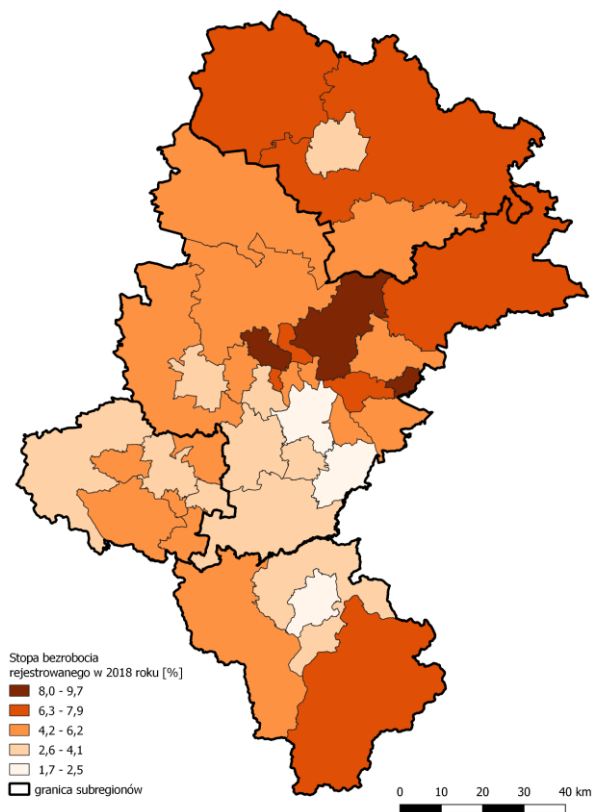 Stopa bezrobocia
rejestrowanego w 2018 roku [%]
8,0 - 9,7
6,3 - 7,9
4,2 - 6,2
2,6 - 4,1
1,7 - 2,5
granica subregionów
0 10 20 30 40 km